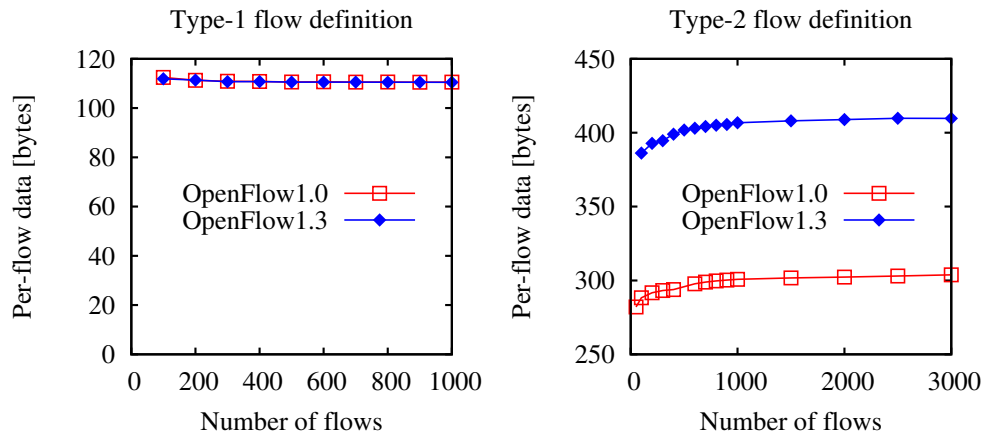 Type-1 flow definition
Per-flow data [bytes]
120
100
80
60
40
20
0
OpenFlow1.0
OpenFlow1.3
0 200 400 600 800 1000
Number of flows
Type-2 flow definition
Per-flow data [bytes]
450
400
350
300
250
OpenFlow1.0
OpenFlow1.3
0 1000 2000 3000
Number of flows